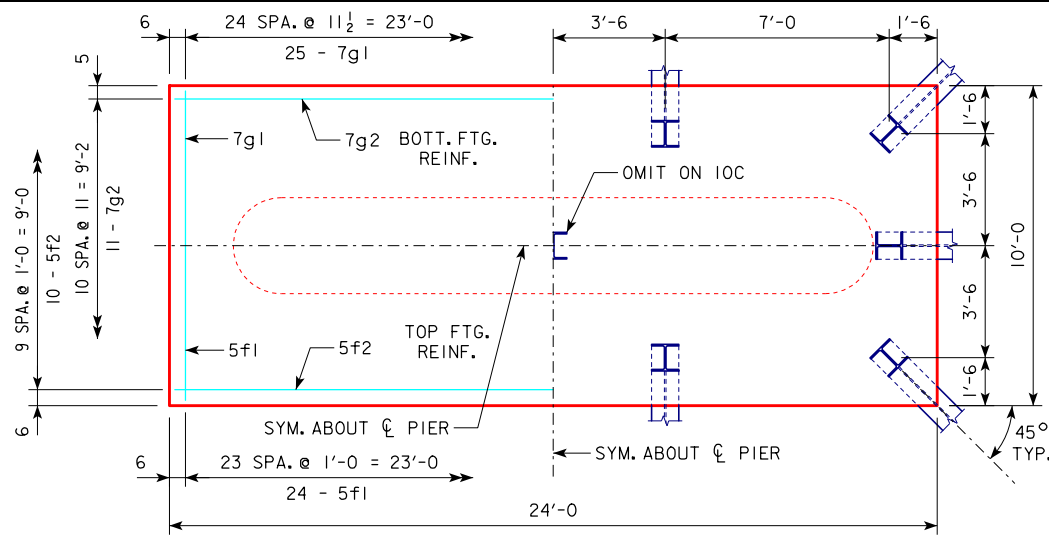 6
24 SPA. @ 11½ = 23'-0
25 - 7g1
3'-6
7'-0
1'-6
5
7g1
7g2
BOTT. FTG.
REINF.
OMIT ON 10C
1'-6
3'-6
10'-0
3'-6
1'-6
9 SPA. @ 1'-0 = 9'-0
10 - 5f2
10 SPA. @ 11 = 9'-2
11 - 7g2
TOP FTG.
REINF.
5f1
5f2
6
SYM. ABOUT ℄ PIER
SYM. ABOUT ℄ PIER
45°
TYP.
6
23 SPA. @ 1'-0 = 23'-0
24 - 5f1
24'-0